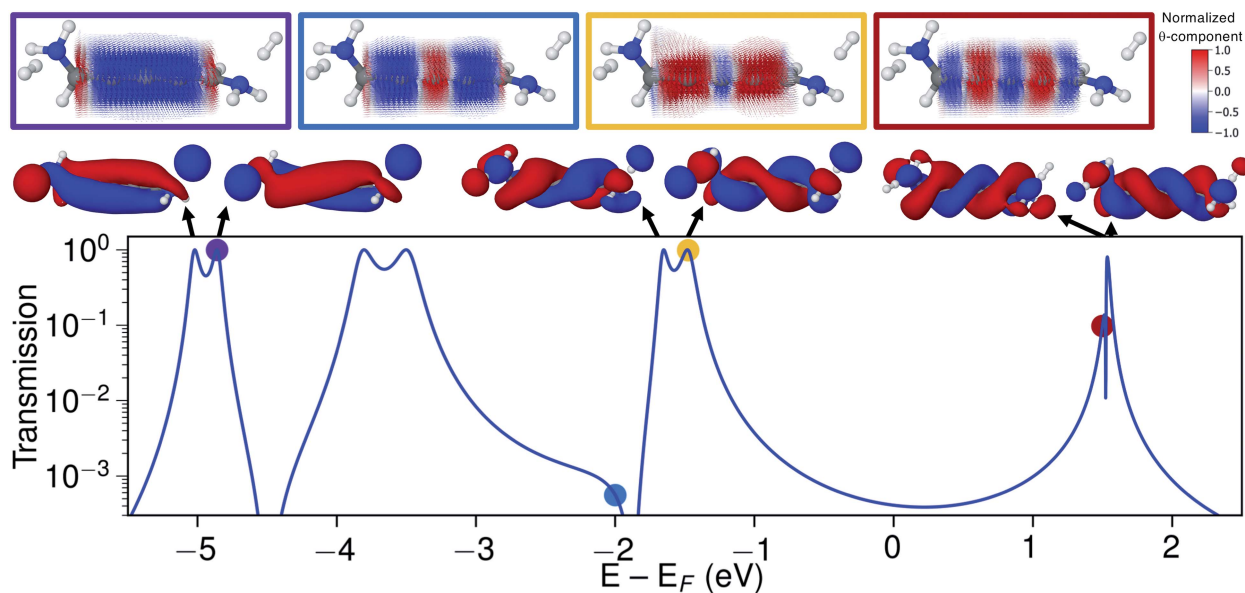 Normalized
θ-component
1.0
0.5
0.0
−0.5
−1.0
Transmission
10⁰
10⁻¹
10⁻²
10⁻³
−5 −4 −3 −2 −1 0 1 2
E − E_F (eV)